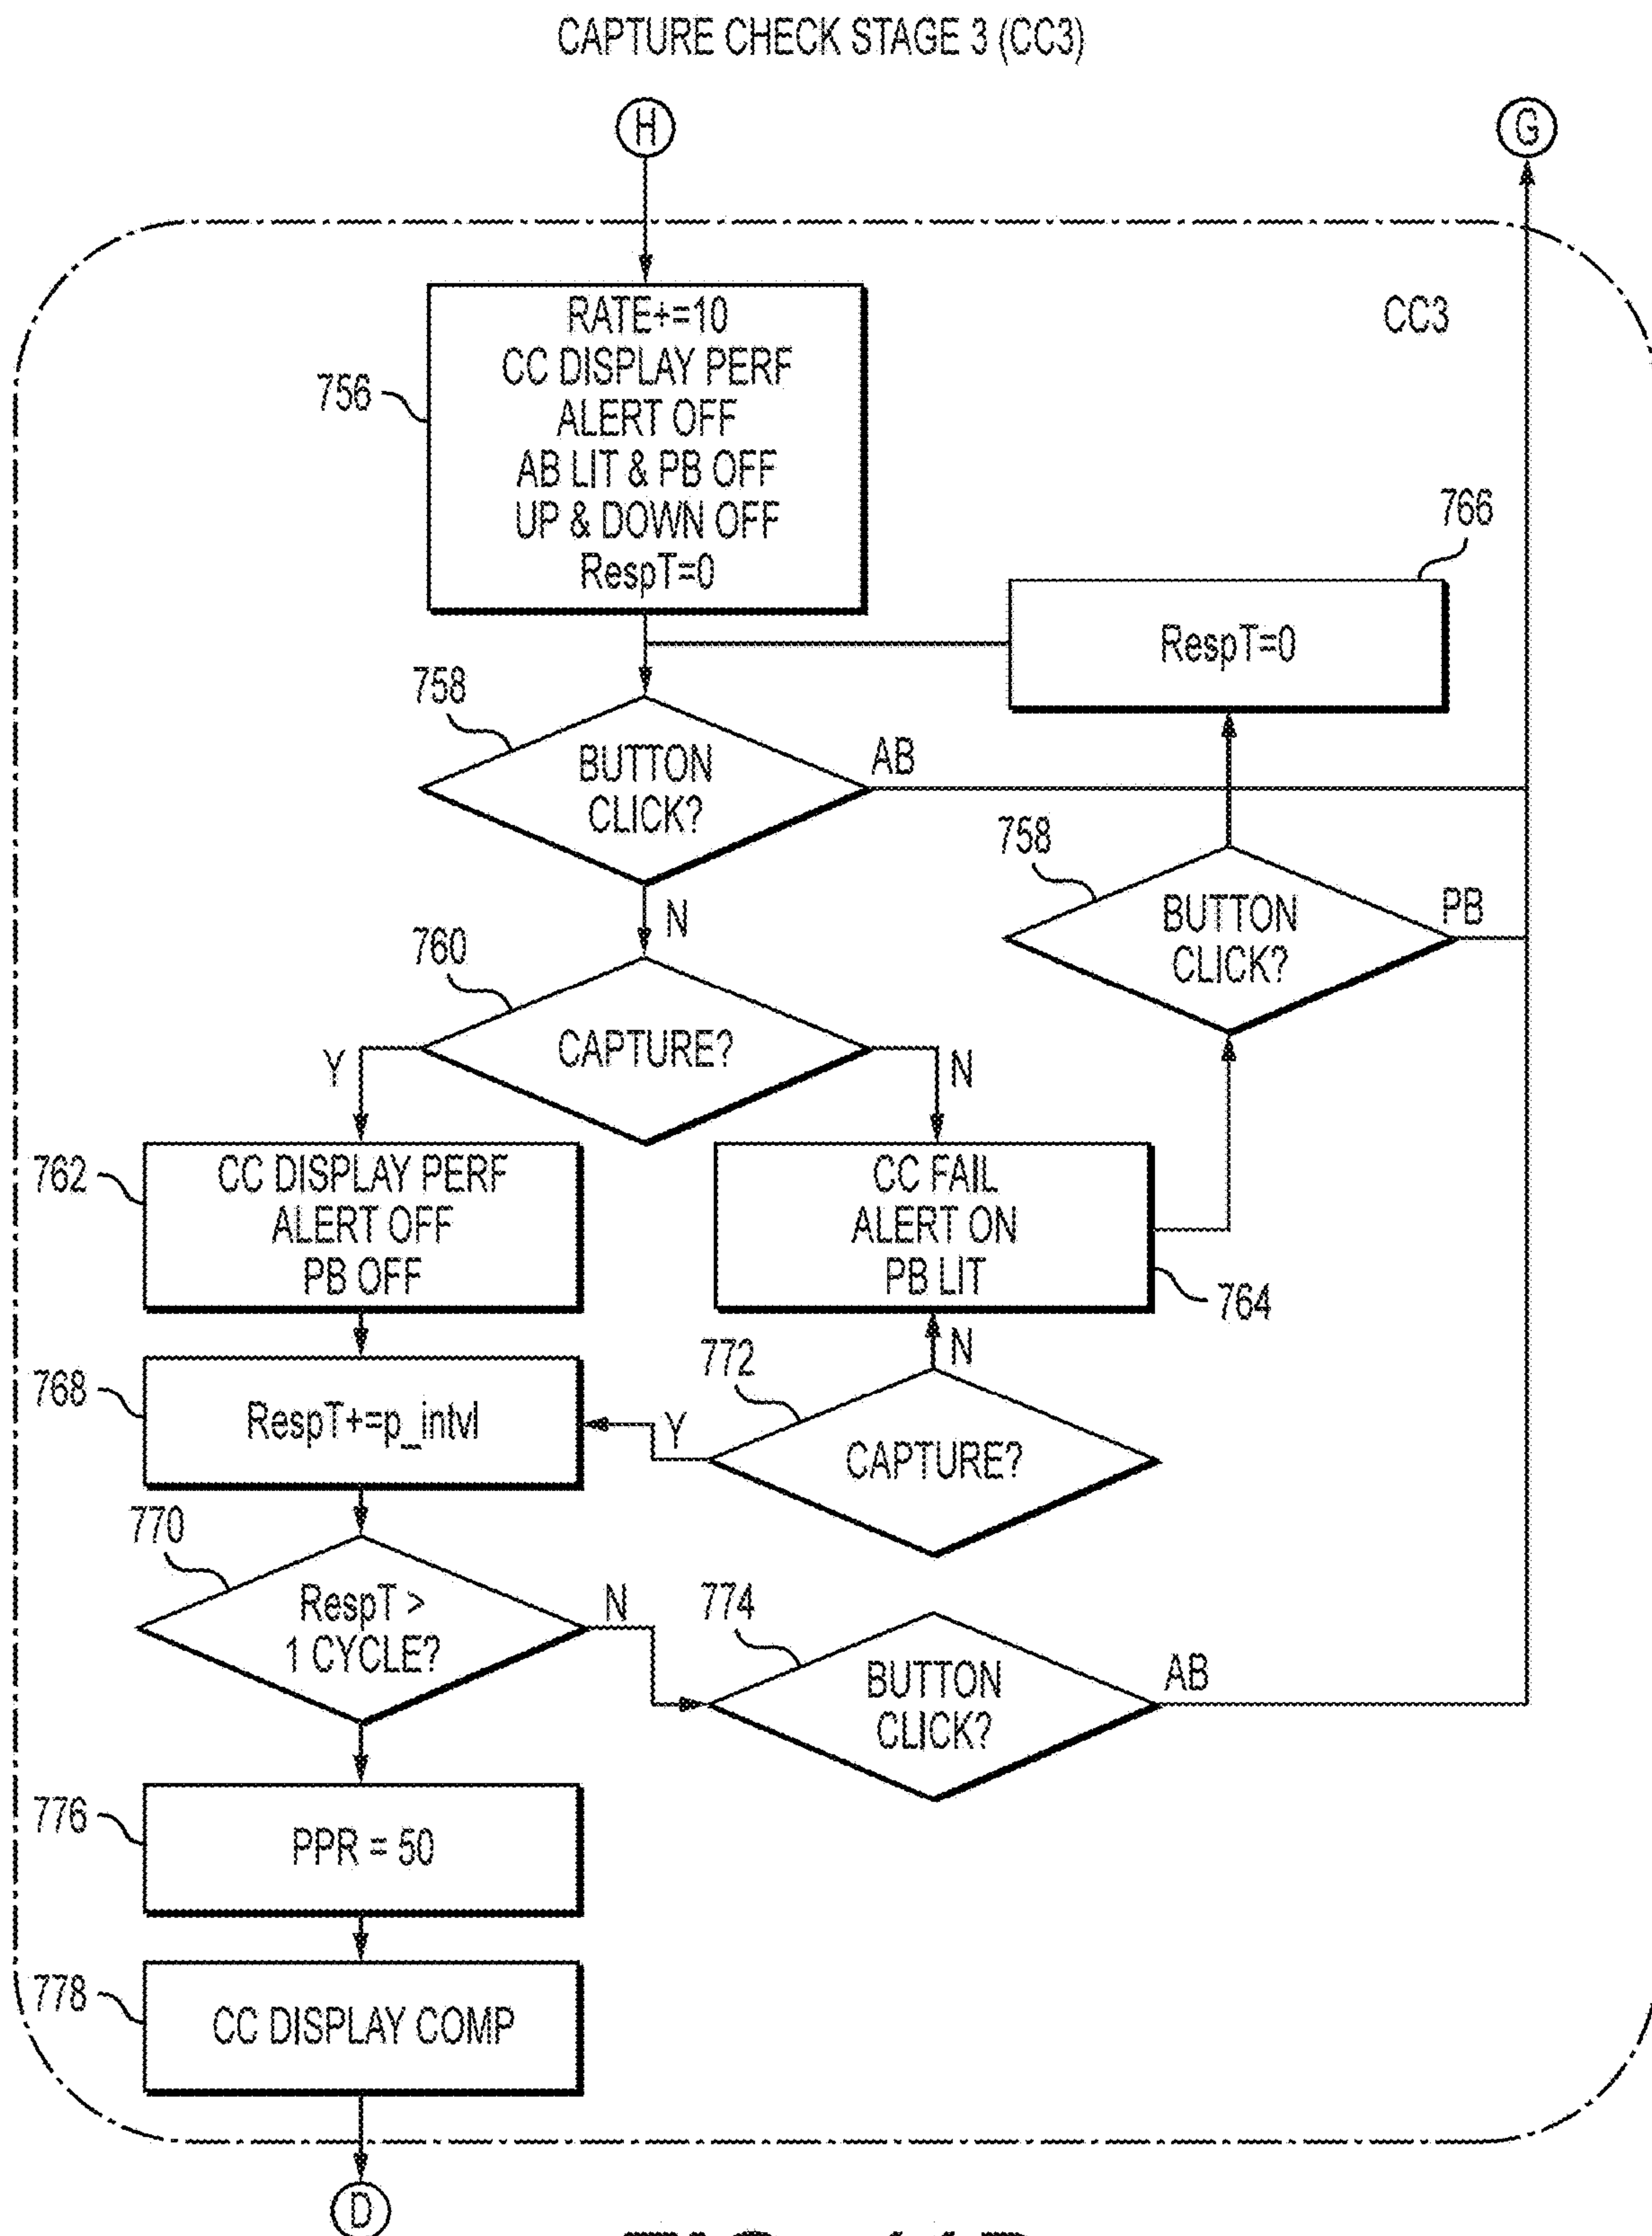 CAPTURE CHECK STAGE 3 (CC3)
H
G
CC3
756
RATE+=10
CC DISPLAY PERF
ALERT OFF
AB LIT & PB OFF
UP & DOWN OFF
RespT=0
766
RespT=0
758
BUTTON
CLICK?
AB
758
BUTTON
CLICK?
PB
N
760
CAPTURE?
Y
N
762
CC DISPLAY PERF
ALERT OFF
PB OFF
CC FAIL
ALERT ON
PB LIT
764
N
768
RespT+=p_intvl
772
CAPTURE?
Y
770
RespT >
1 CYCLE?
N
774
BUTTON
CLICK?
AB
776
PPR = 50
778
CC DISPLAY COMP
D